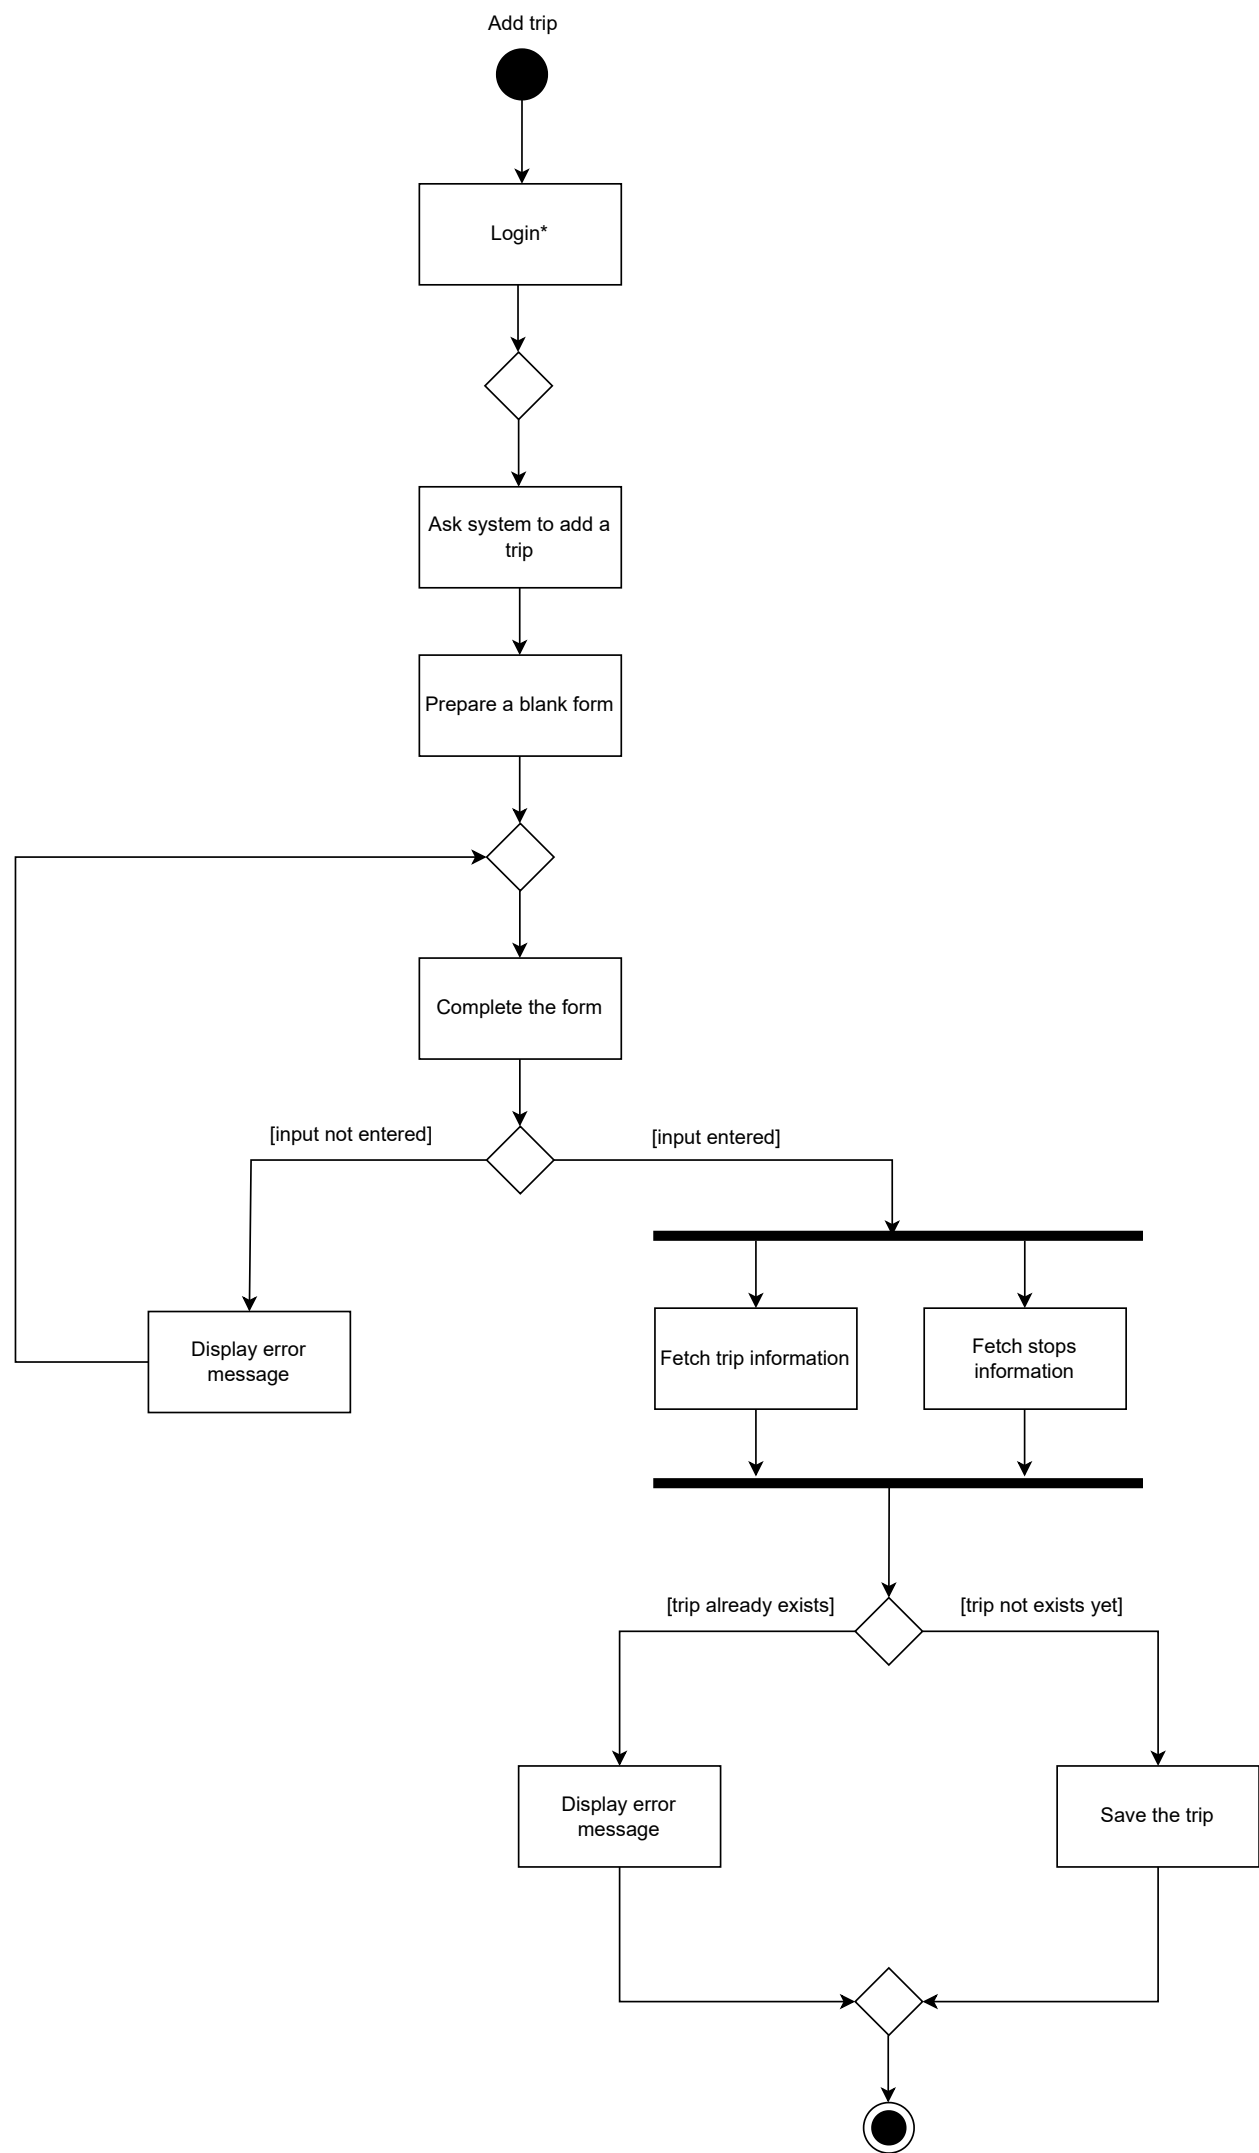 Add trip
Login*
Ask system to add a
trip
Prepare a blank form
Complete the form
[input not entered]
[input entered]
Display error
message
Fetch trip information
Fetch stops
information
[trip already exists]
[trip not exists yet]
Display error
message
Save the trip